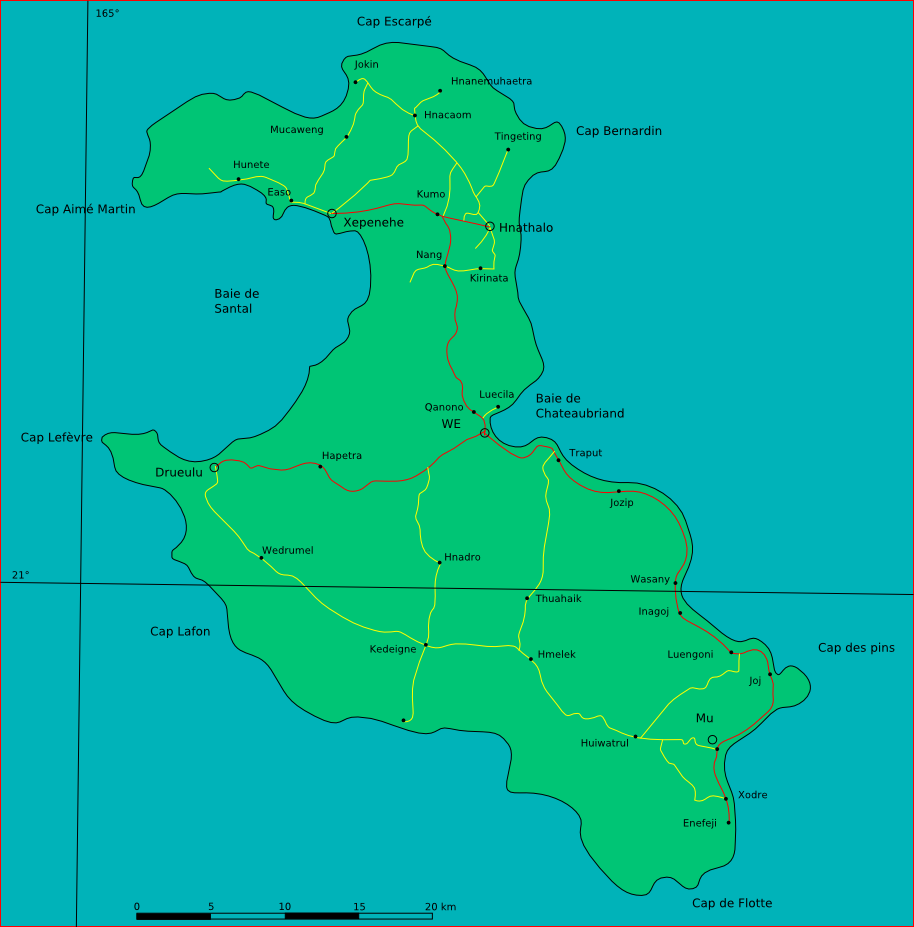 165°
Cap Escarpé
Jokin
Hnanemuhaetra
Hnacaom
Mucaweng
Tingeting
Cap Bernardin
Hunete
Easo
Kumo
Cap Aimé Martin
Xepenehe
Hnathalo
Nang
Kirinata
Baie de
Santal
Luecila
Qanono
Baie de
Chateaubriand
WE
Cap Lefèvre
Hapetra
Traput
Drueulu
Jozip
Wedrumel
Hnadro
21°
Wasany
Thuahaik
Inagoj
Cap Lafon
Kedeigne
Hmelek
Luengoni
Cap des pins
Joj
Mu
Huiwatrul
Xodre
Enefeji
Cap de Flotte
0 5 10 15 20 km